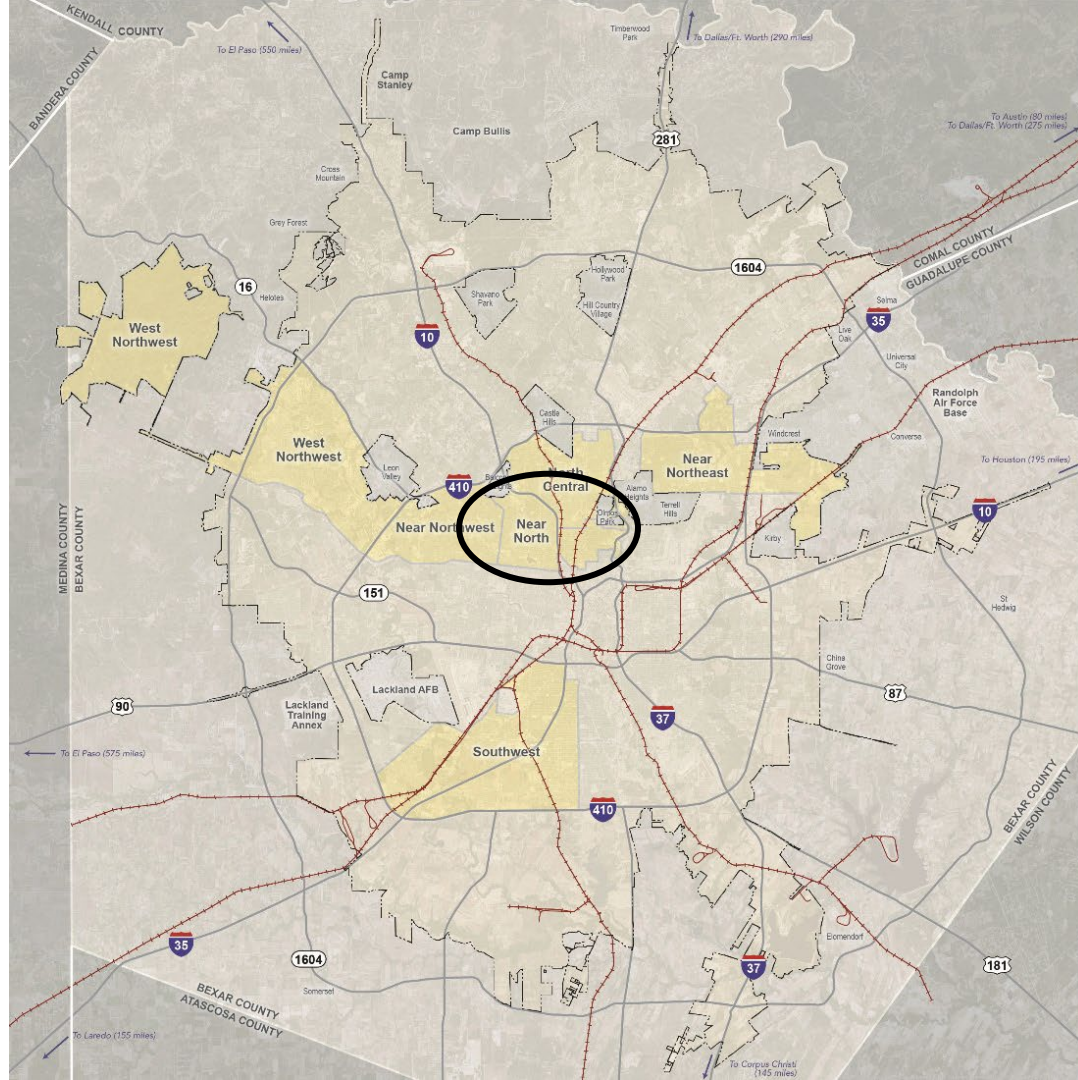 KENDALL COUNTY
BANDERA COUNTY
To El Paso (550 miles)
Timberwood
Park
To Dallas/Ft. Worth (290 miles)
Camp
Stanley
Camp Bullis
281
To Austin (80 miles)
To Dallas/Ft. Worth (275 miles)
Cross
Mountain
Grey Forest
COMAL COUNTY
GUADALUPE COUNTY
1604
Hollywood
Park
Shavano
Park
Hill Country
Village
16
Helotes
Selma
35
10
Live
Oak
West
Northwest
Universal
City
Randolph
Air Force
Base
Castle
Hills
Windcrest
Converse
West
Northwest
Leon
Valley
Near
Northeast
To Houston (195 miles)
North
Central
410
Alamo
Heights
Terrell
Hills
10
Olmos
Park
Near Northwest
Near
North
Kirby
MEDINA COUNTY
BEXAR COUNTY
151
St
Hedwig
China
Grove
Lackland AFB
87
90
Lackland
Training
Annex
37
To El Paso (575 miles)
Southwest
410
BEXAR COUNTY
WILSON COUNTY
35
Elomendorf
1604
37
181
Somerset
BEXAR COUNTY
ATASCOSA COUNTY
To Laredo (155 miles)
To Corpus Christi
(145 miles)